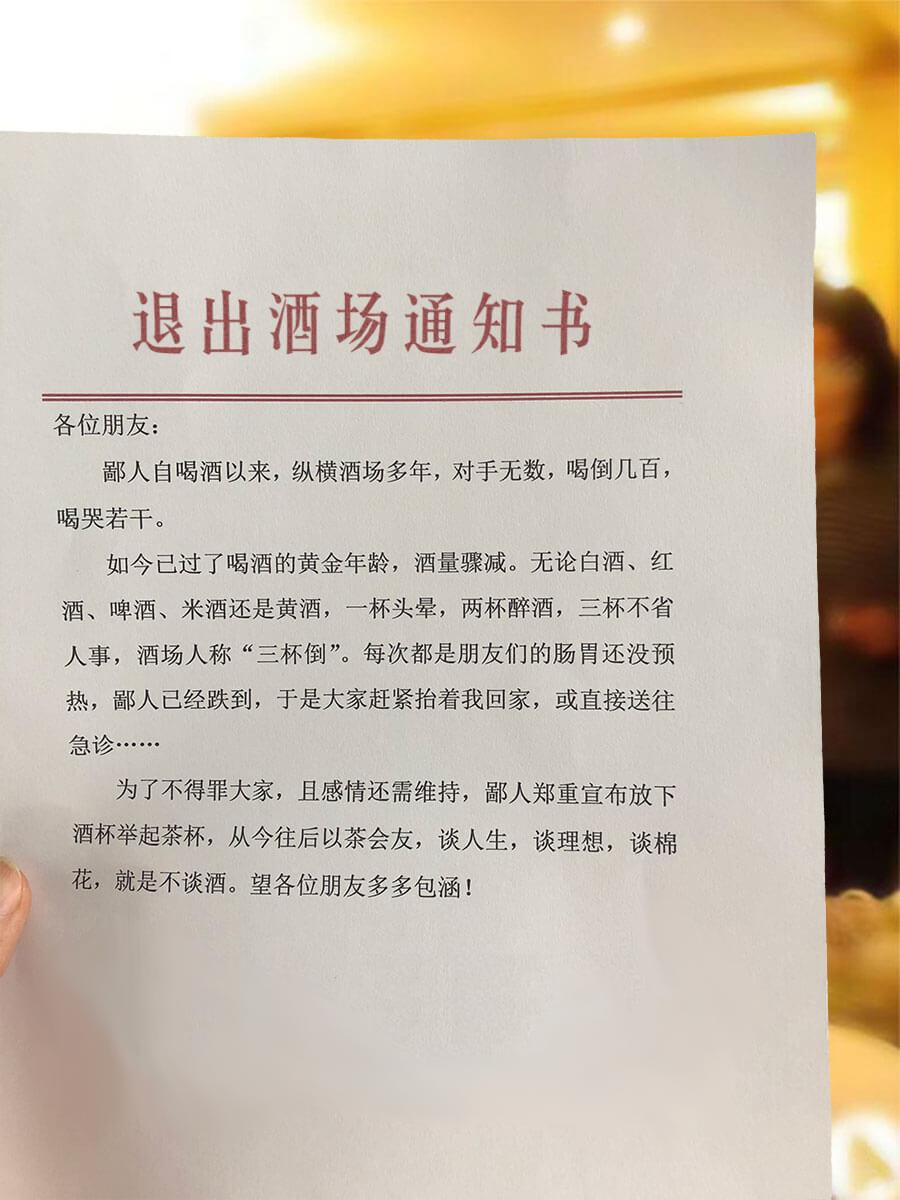 退出酒场通知书
各位朋友：
鄙人自喝酒以来，纵横酒场多年，对手无数，喝倒几百，
喝哭若干。
如今已过了喝酒的黄金年龄，酒量骤减。无论白酒、红
酒、啤酒、米酒还是黄酒，一杯头晕，两杯醉酒，三杯不省
人事，酒场人称“三杯倒”。每次都是朋友们的肠胃还没预
热，鄙人已经跌到，于是大家赶紧抬着我回家，或直接送往
急诊……
为了不得罪大家，且感情还需维持，鄙人郑重宣布放下
酒杯举起茶杯，从今往后以茶会友，谈人生，谈理想，谈棉
花，就是不谈酒。望各位朋友多多包涵！